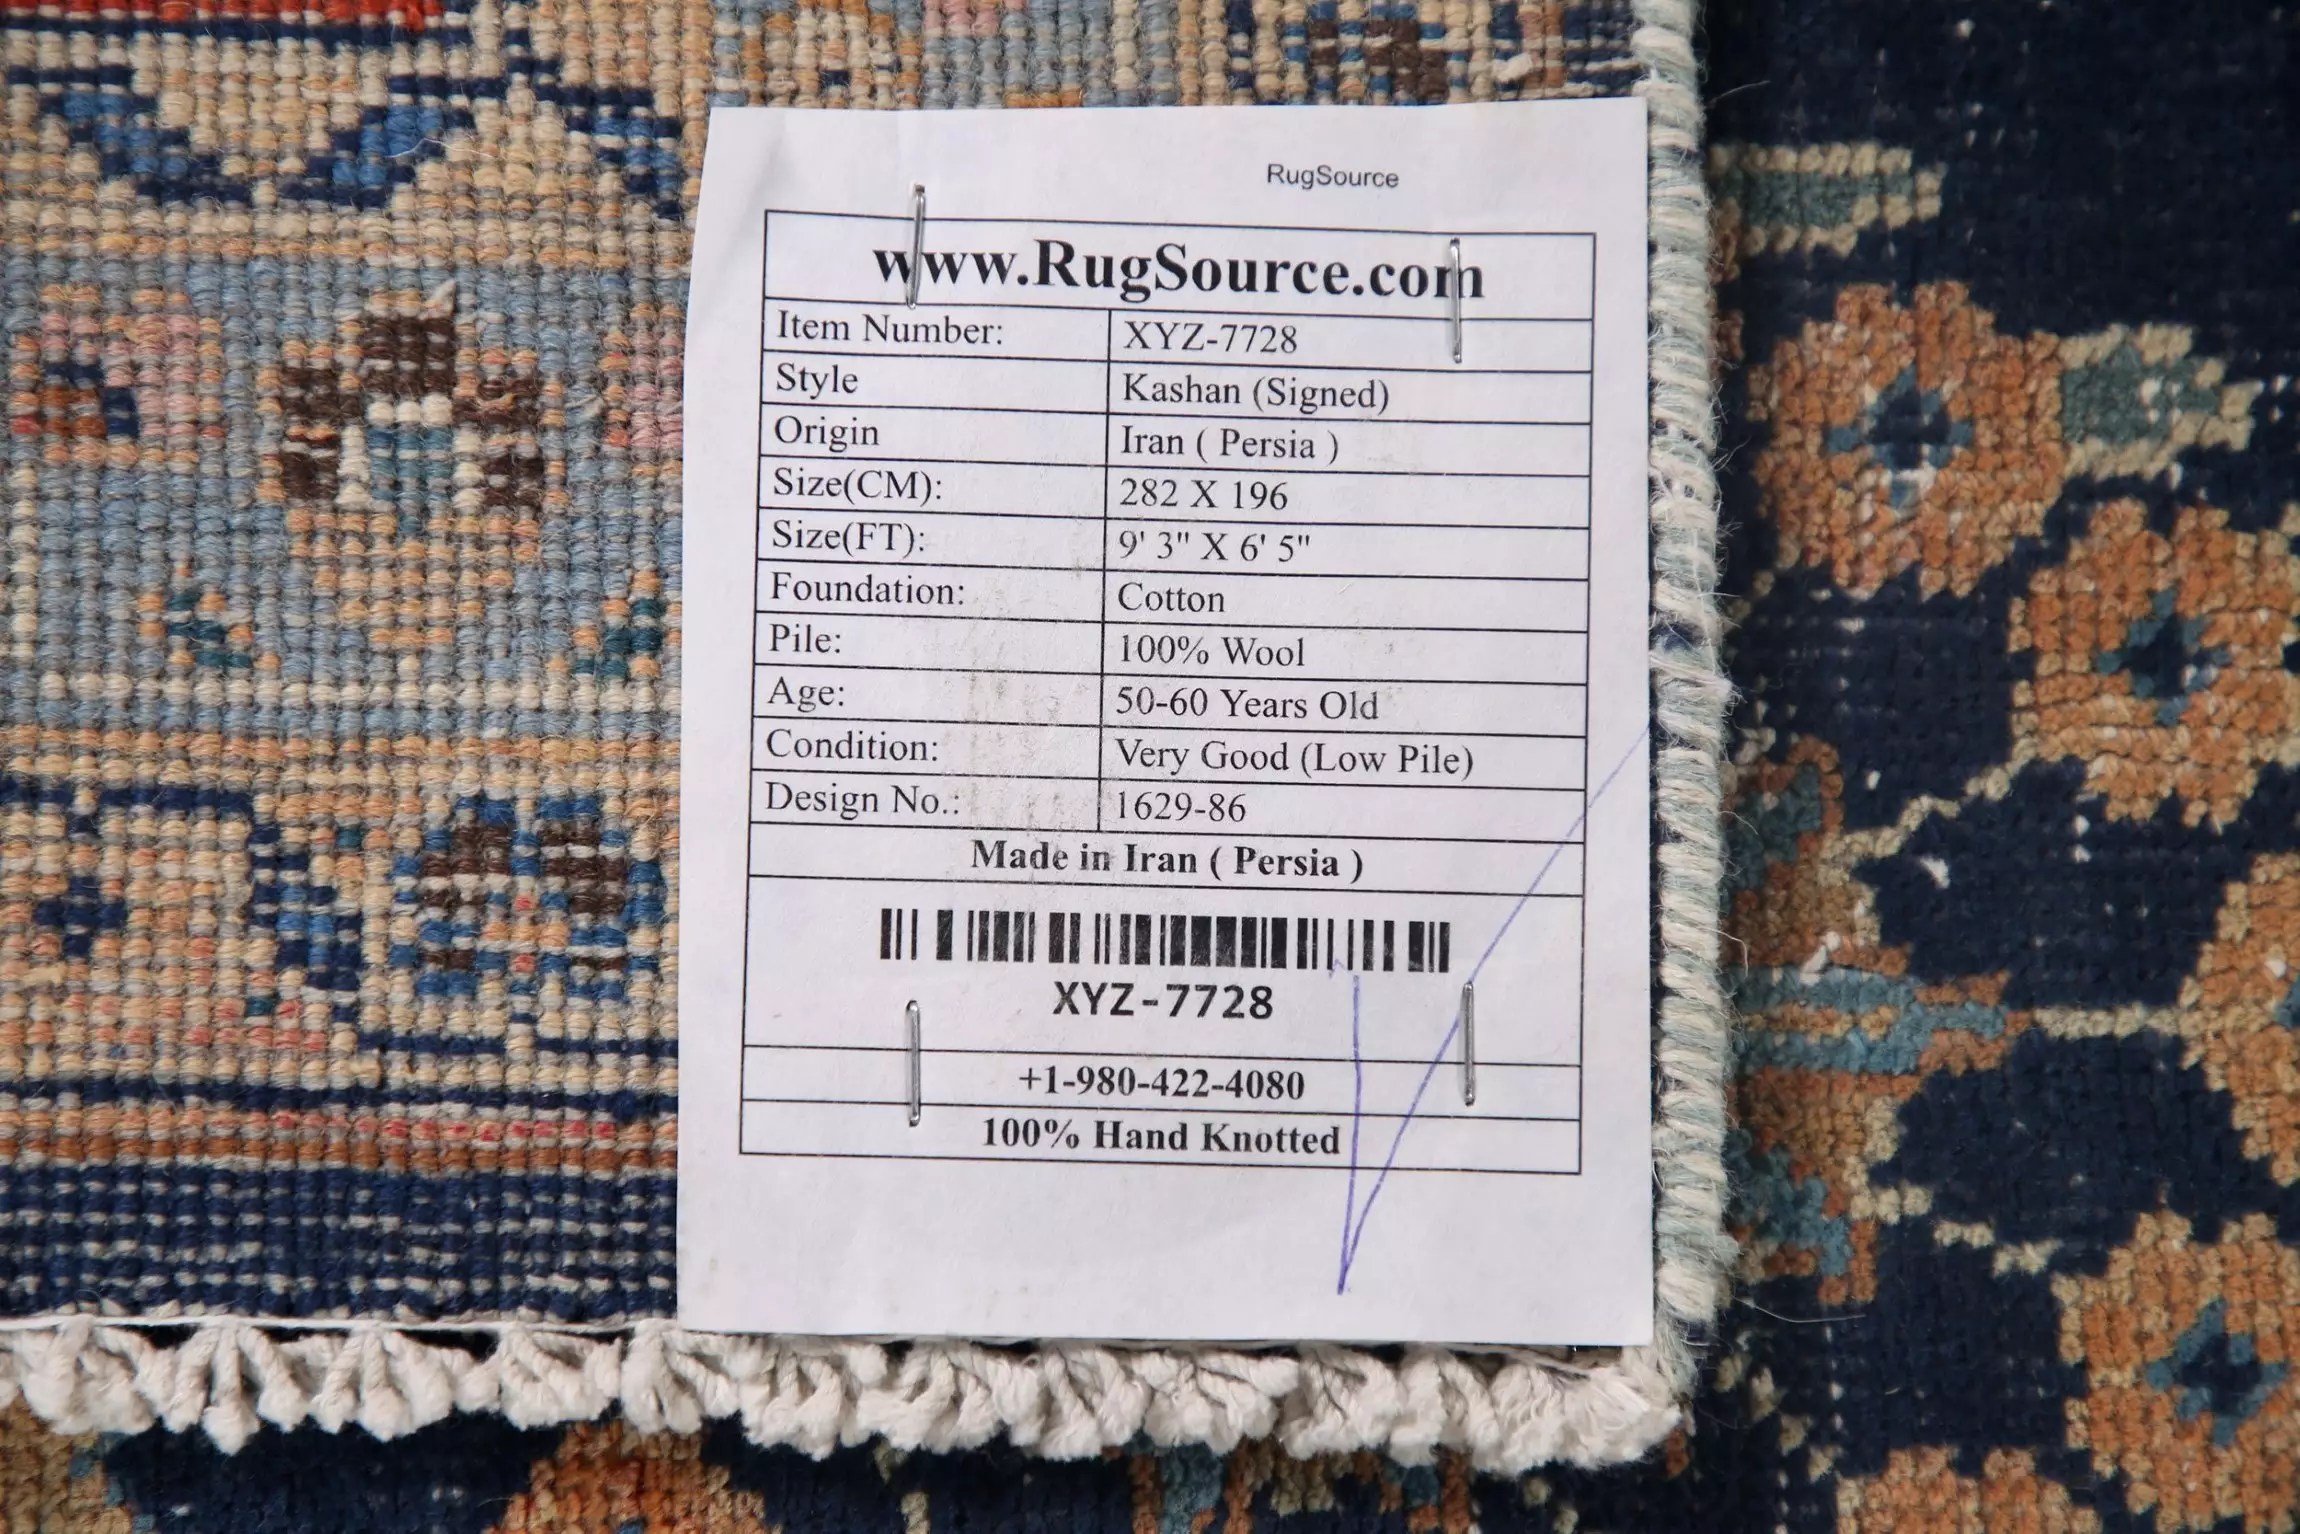 RugSource
www.RugSource.com
Item Number: XYZ-7728
Style Kashan (Signed)
Origin Iran ( Persia )
Size(CM): 282 X 196
Size(FT): 9' 3" X 6' 5"
Foundation: Cotton
Pile: 100% Wool
Age: 50-60 Years Old
Condition: Very Good (Low Pile)
Design No.: 1629-86
Made in Iran ( Persia )
XYZ-7728
+1-980-422-4080
100% Hand Knotted